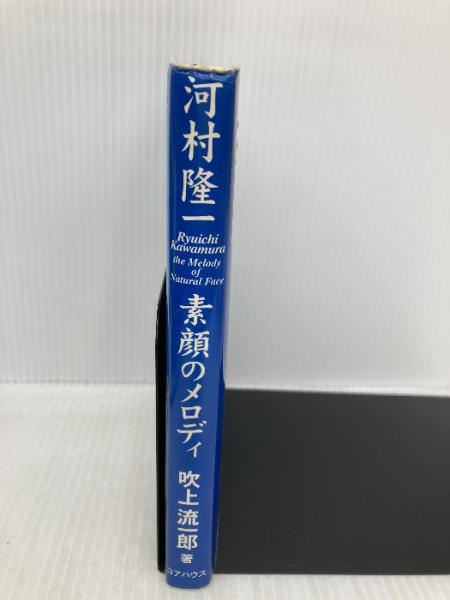 河村隆一
Ryuichi
Kawamura
the Melody
of
Natural Face
素顔のメロディ
吹上流一郎
著
コアハウス